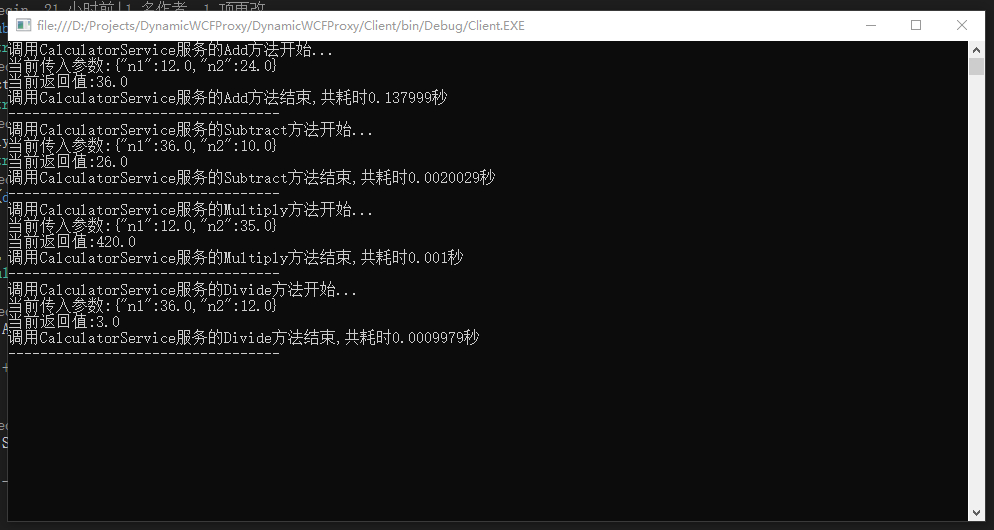 21 小时前|1 名作者，1 项更改
file:///D:/Projects/DynamicWCFProxy/DynamicWCFProxy/Client/bin/Debug/Client.EXE
调用CalculatorService服务的Add方法开始...
当前传入参数:{"n1":12.0,"n2":24.0}
当前返回值:36.0
调用CalculatorService服务的Add方法结束,共耗时0.137999秒
----------------------------------
调用CalculatorService服务的Subtract方法开始...
当前传入参数:{"n1":36.0,"n2":10.0}
当前返回值:26.0
调用CalculatorService服务的Subtract方法结束,共耗时0.0020029秒
----------------------------------
调用CalculatorService服务的Multiply方法开始...
当前传入参数:{"n1":12.0,"n2":35.0}
当前返回值:420.0
调用CalculatorService服务的Multiply方法结束,共耗时0.001秒
----------------------------------
调用CalculatorService服务的Divide方法开始...
当前传入参数:{"n1":36.0,"n2":12.0}
当前返回值:3.0
调用CalculatorService服务的Divide方法结束,共耗时0.0009979秒
----------------------------------